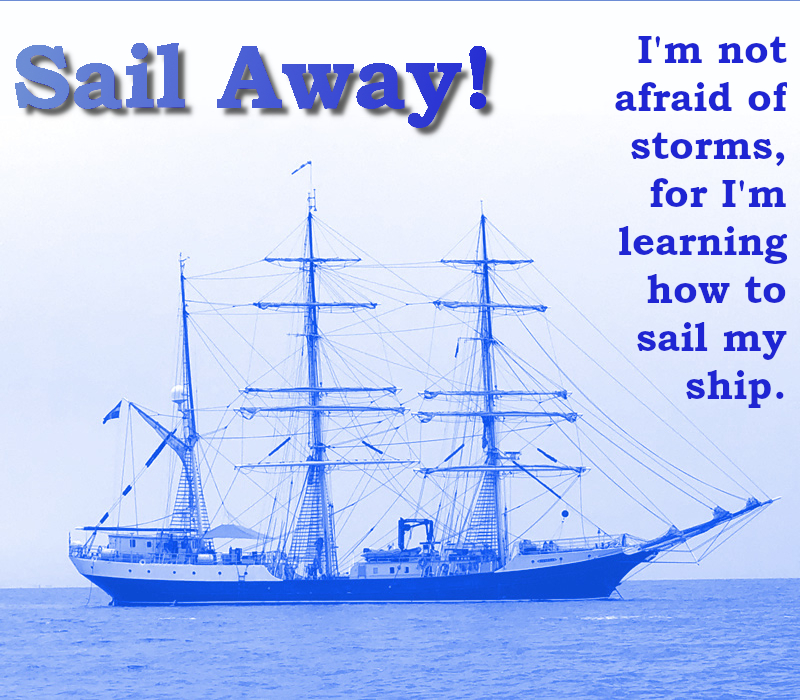 Sail Away!
I'm not
afraid of
storms,
for I'm
learning
how to
sail my
ship.